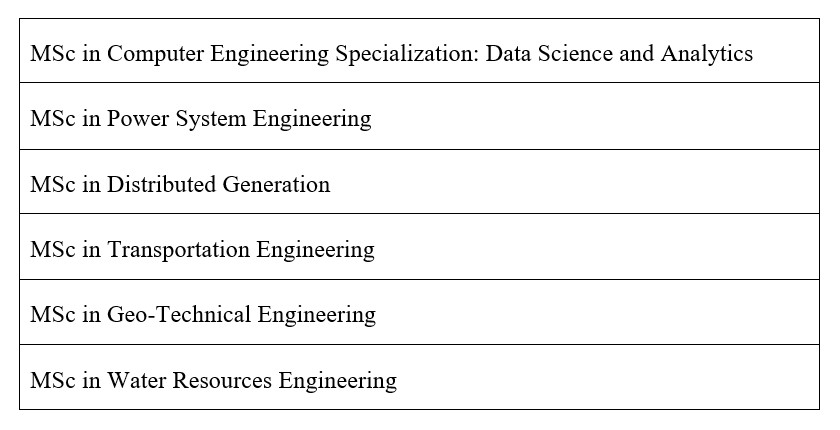 MSc in Computer Engineering Specialization: Data Science and Analytics
MSc in Power System Engineering
MSc in Distributed Generation
MSc in Transportation Engineering
MSc in Geo-Technical Engineering
MSc in Water Resources Engineering